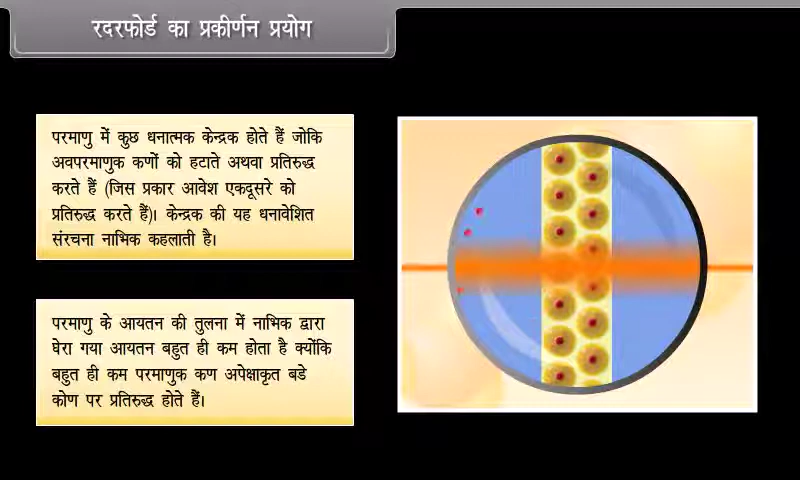 रदरफोर्ड का प्रकीर्णन प्रयोग
परमाणु में कुछ धनात्मक केन्द्रक होते हैं जोकि
अवपरमाणुक कणों को हटाते अथवा प्रतिरुद्ध
करते हैं (जिस प्रकार आवेश एकदूसरे को
प्रतिरुद्ध करते हैं)। केन्द्रक की यह धनावेशित
संरचना नाभिक कहलाती है।
परमाणु के आयतन की तुलना में नाभिक द्वारा
घेरा गया आयतन बहुत ही कम होता है क्योंकि
बहुत ही कम परमाणुक कण अपेक्षाकृत बडे
कोण पर प्रतिरुद्ध होते हैं।